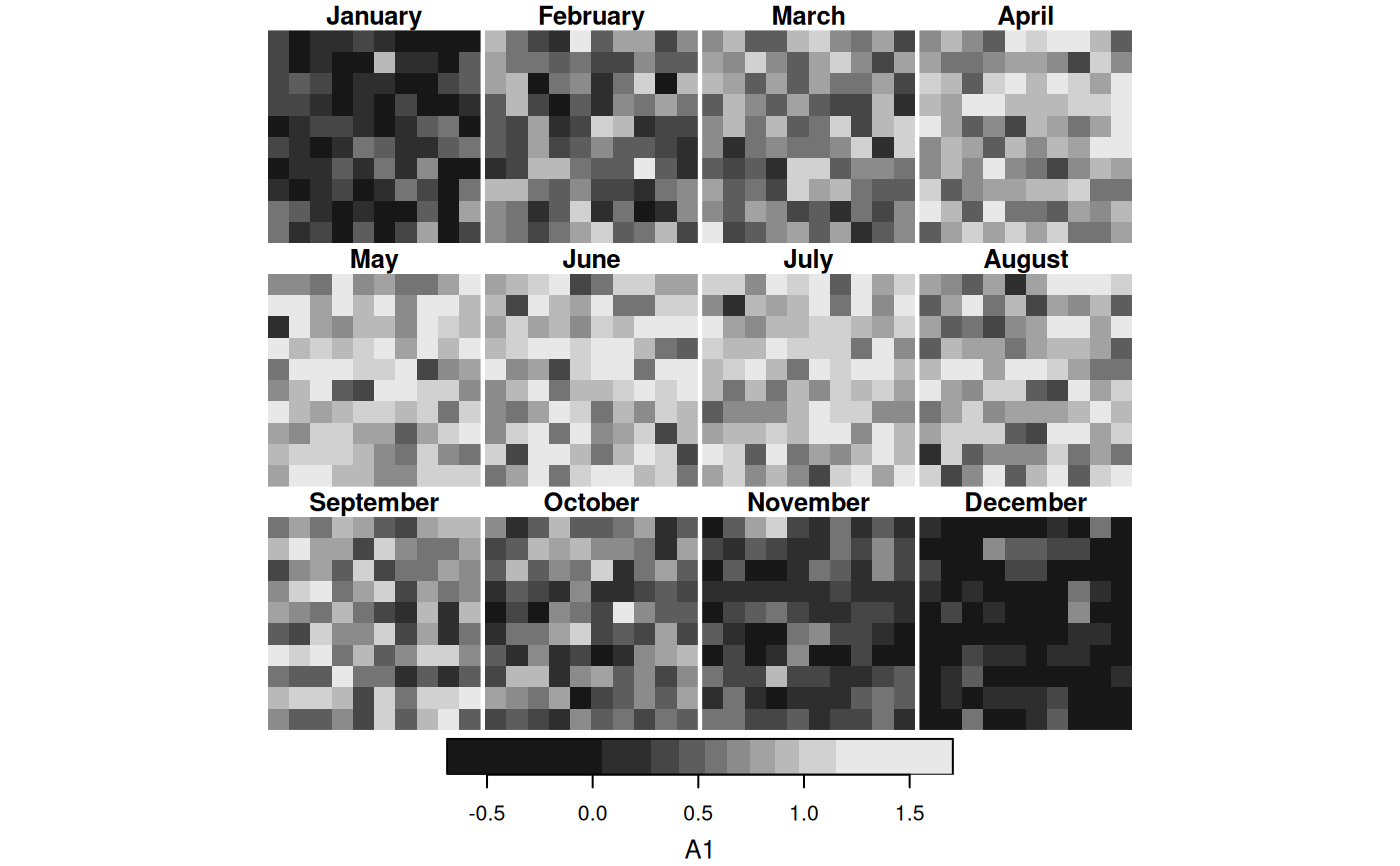 January February March April
May June July August
September October November December
-0.5 0.0 0.5 1.0 1.5
A1